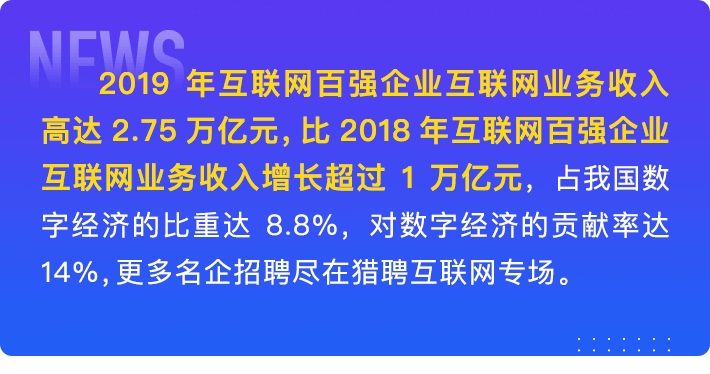 NEWS
2019 年互联网百强企业互联网业务收入
高达 2.75 万亿元, 比 2018 年互联网百强企业
互联网业务收入增长超过 1 万亿元，占我国数
字经济的比重达 8.8%，对数字经济的贡献率达
14%, 更多名企招聘尽在猎聘互联网专场。